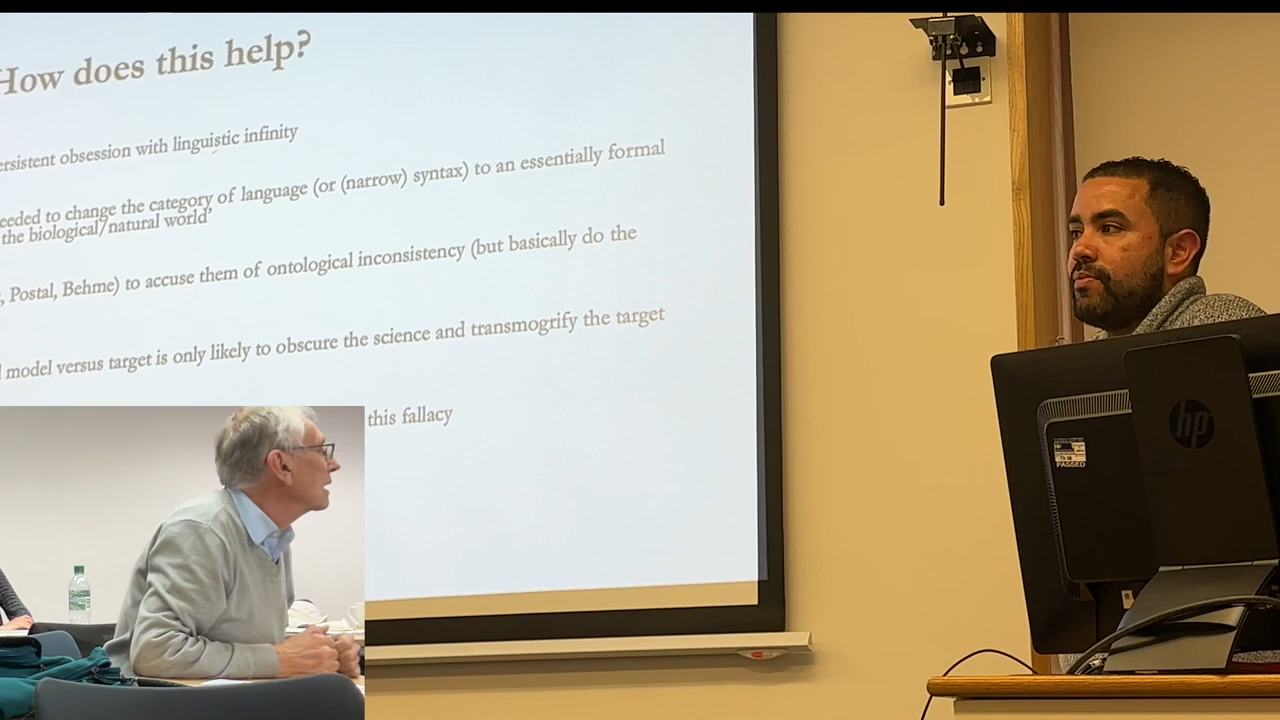 How does this help?
ersistent obsession with linguistic infinity
eeded to change the category of language (or (narrow) syntax) to an essentially formal
the biological/natural world'
, Postal, Behme) to accuse them of ontological inconsistency (but basically do the
model versus target is only likely to obscure the science and transmogrify the target
this fallacy
hp
PASSED